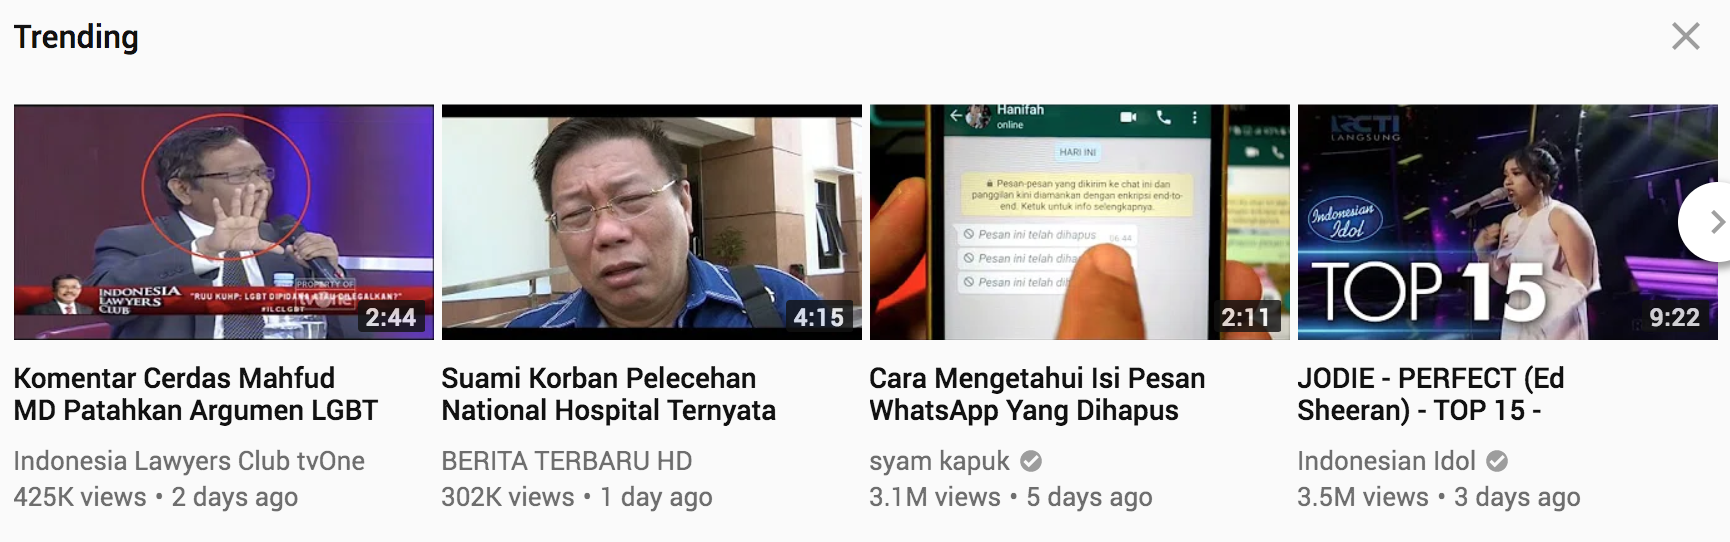 Trending
INDONESIA
LAWYERS
CLUB
"RUU KUHP: LGBT DIPIDANA ATAU DILEGALKAN?"
#ILCLGBT
PROPERTY OF
tvOne
2:44
4:15
Hanifah
online
HARI INI
Pesan-pesan yang dikirim ke chat ini dan
panggilan kini diamankan dengan enkripsi end-to-
end. Ketuk untuk info selengkapnya.
Pesan ini telah dihapus 06:44
Pesan ini telah diha
Pesan ini telah di
2:11
RCTI
LANGSUNG
Indonesian
Idol
TOP 15
9:22
Komentar Cerdas Mahfud
MD Patahkan Argumen LGBT
Indonesia Lawyers Club tvOne
425K views • 2 days ago
Suami Korban Pelecehan
National Hospital Ternyata
BERITA TERBARU HD
302K views • 1 day ago
Cara Mengetahui Isi Pesan
WhatsApp Yang Dihapus
syam kapuk
3.1M views • 5 days ago
JODIE - PERFECT (Ed
Sheeran) - TOP 15 -
Indonesian Idol
3.5M views • 3 days ago